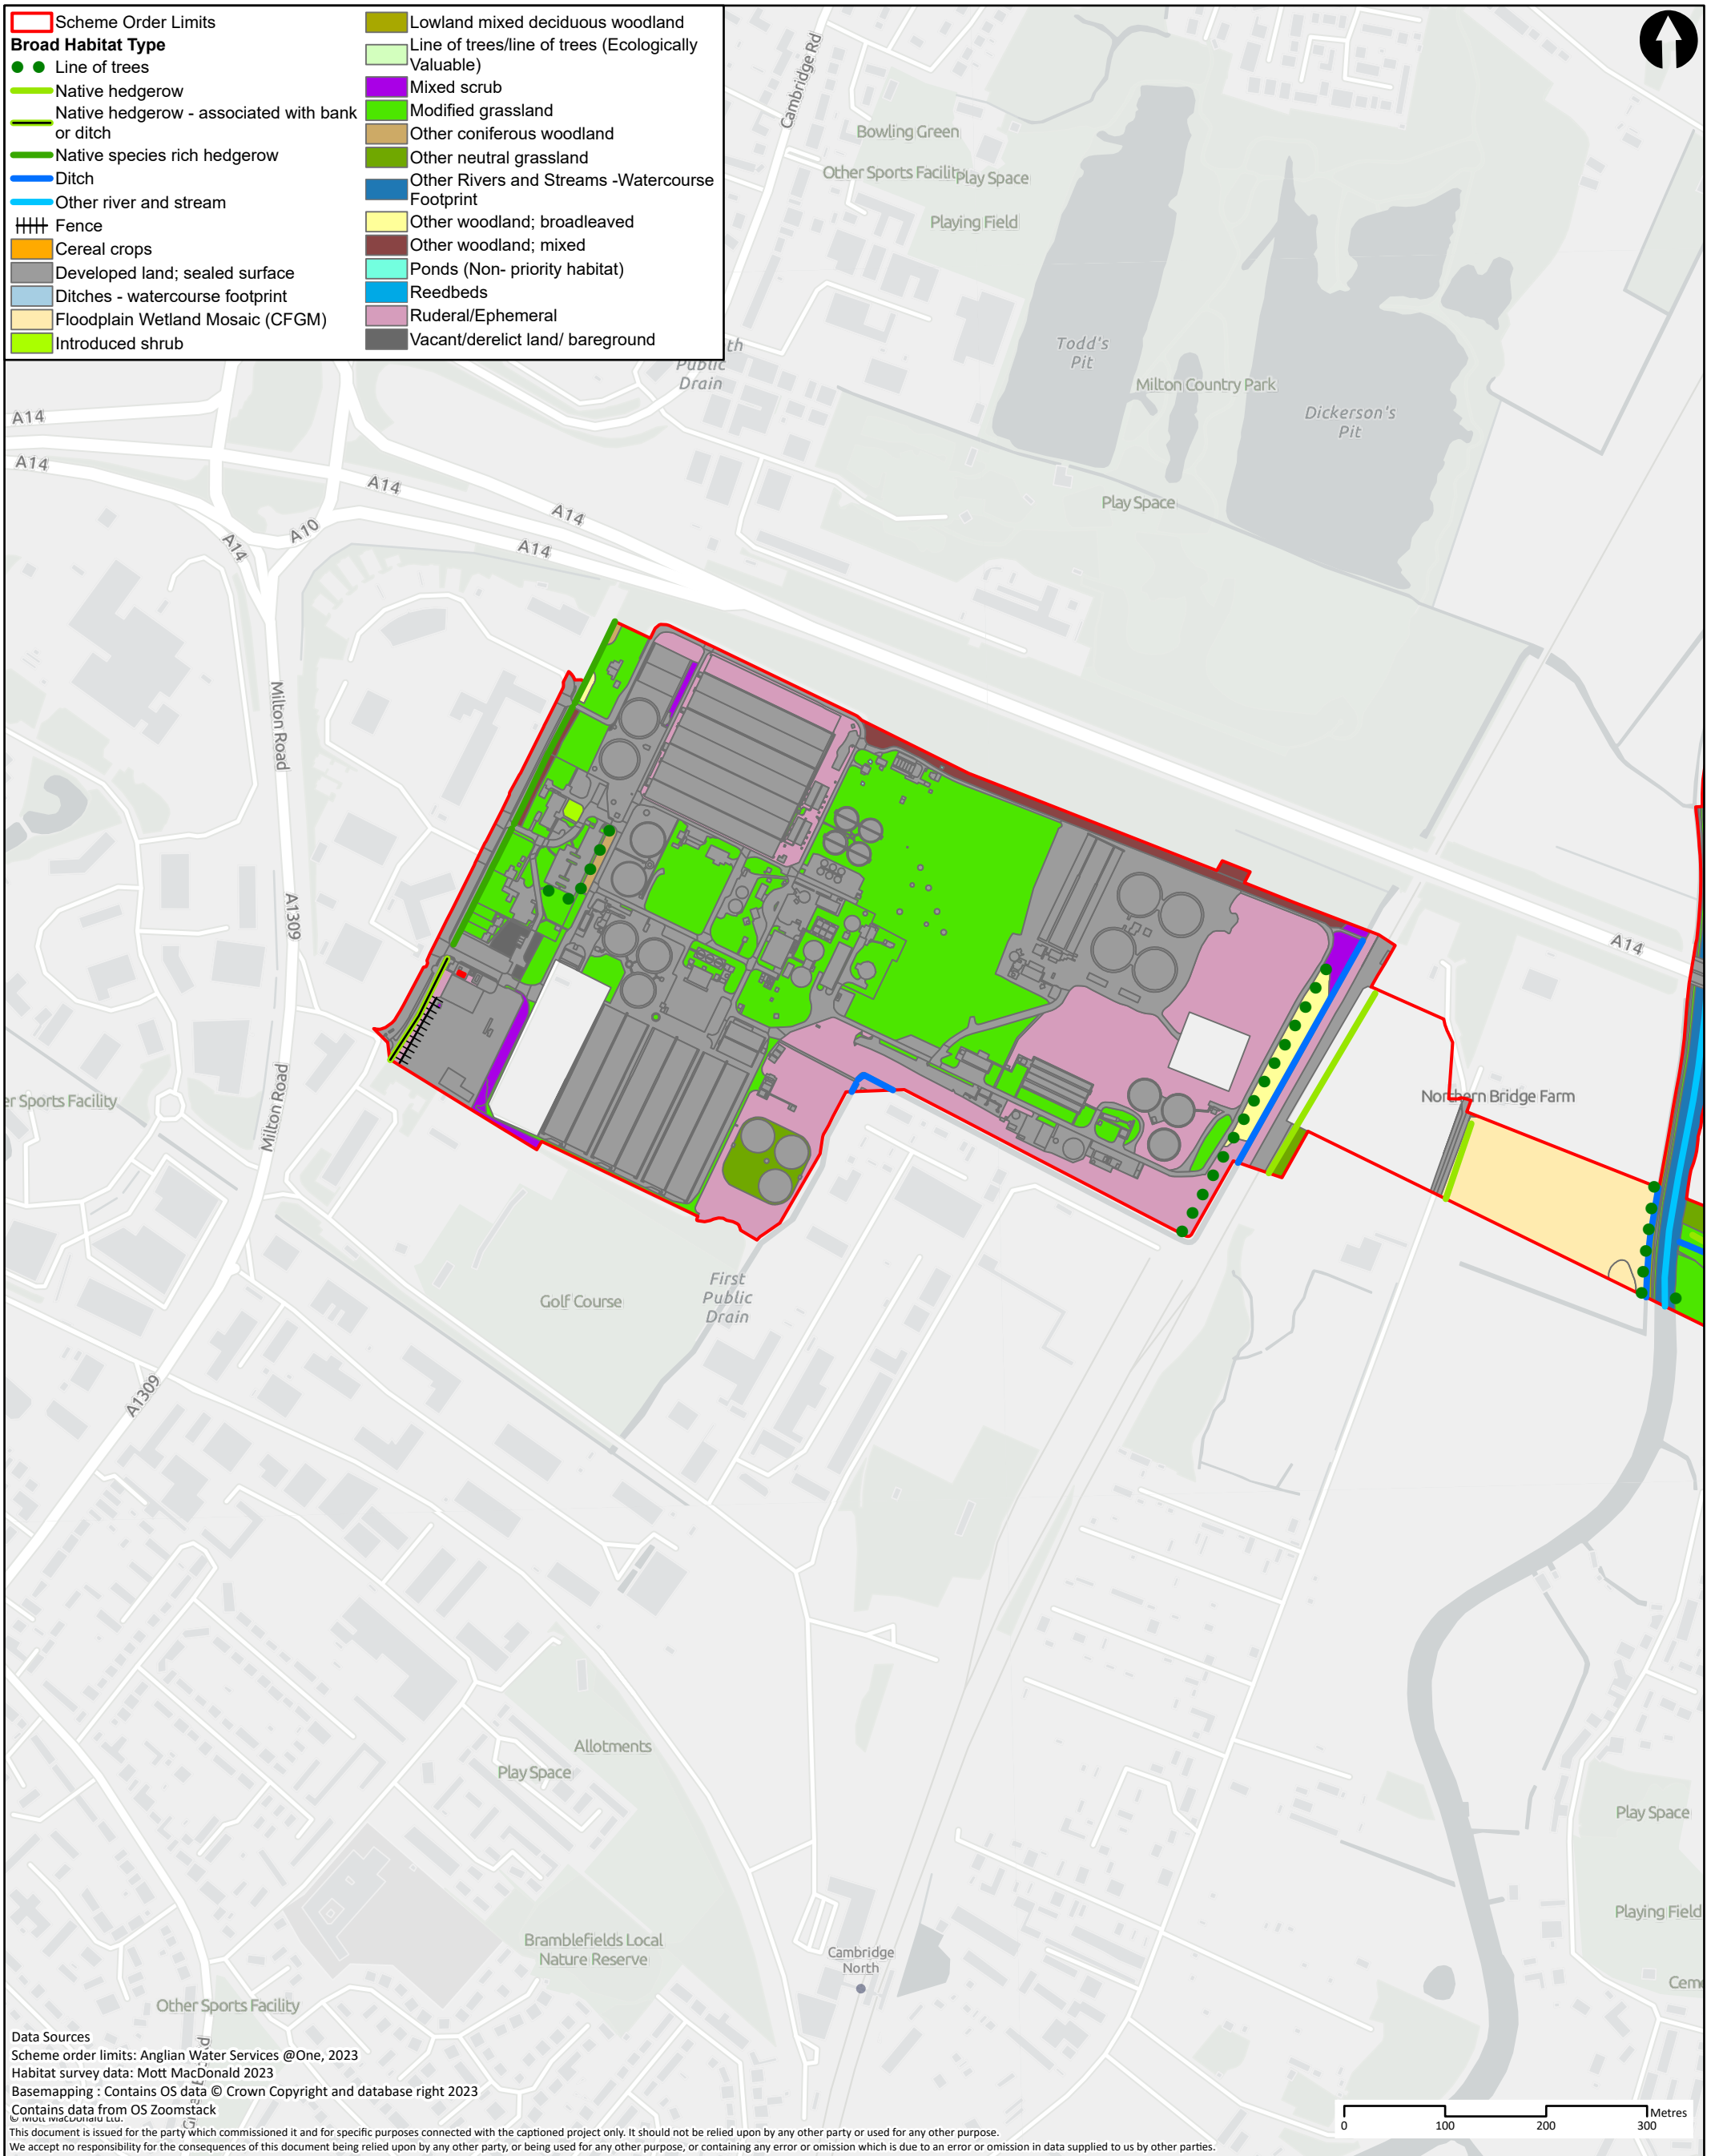 Scheme Order Limits
Broad Habitat Type
Line of trees
Native hedgerow
Native hedgerow - associated with bank
or ditch
Native species rich hedgerow
Ditch
Other river and stream
Fence
Cereal crops
Developed land; sealed surface
Ditches - watercourse footprint
Floodplain Wetland Mosaic (CFGM)
Introduced shrub
Lowland mixed deciduous woodland
Line of trees/line of trees (Ecologically
Valuable)
Mixed scrub
Modified grassland
Other coniferous woodland
Other neutral grassland
Other Rivers and Streams -Watercourse
Footprint
Other woodland; broadleaved
Other woodland; mixed
Ponds (Non- priority habitat)
Reedbeds
Ruderal/Ephemeral
Vacant/derelict land/ bareground
Cambridge Rd
Bowling Green
Other Sports Facility
Play Space
Playing Field
th
Public
Drain
Todd's
Pit
Milton Country Park
Dickerson's
Pit
Play Space
A14
A14
A14
A14
A14
A10
A14
Milton Road
A1309
A14
Milton Road
er Sports Facility
Northern Bridge Farm
First
Public
Drain
Golf Course
A1309
Allotments
Play Space
Play Space
Bramblefields Local
Nature Reserve
Cambridge
North
Playing Field
Ceme
Other Sports Facility
Data Sources
Scheme order limits: Anglian Water Services @One, 2023
Habitat survey data: Mott MacDonald 2023
Basemapping : Contains OS data © Crown Copyright and database right 2023
Contains data from OS Zoomstack
© Mott MacDonald Ltd.
This document is issued for the party which commissioned it and for specific purposes connected with the captioned project only. It should not be relied upon by any other party or used for any other purpose.
We accept no responsibility for the consequences of this document being relied upon by any other party, or being used for any other purpose, or containing any error or omission which is due to an error or omission in data supplied to us by other parties.
Metres
0 100 200 300